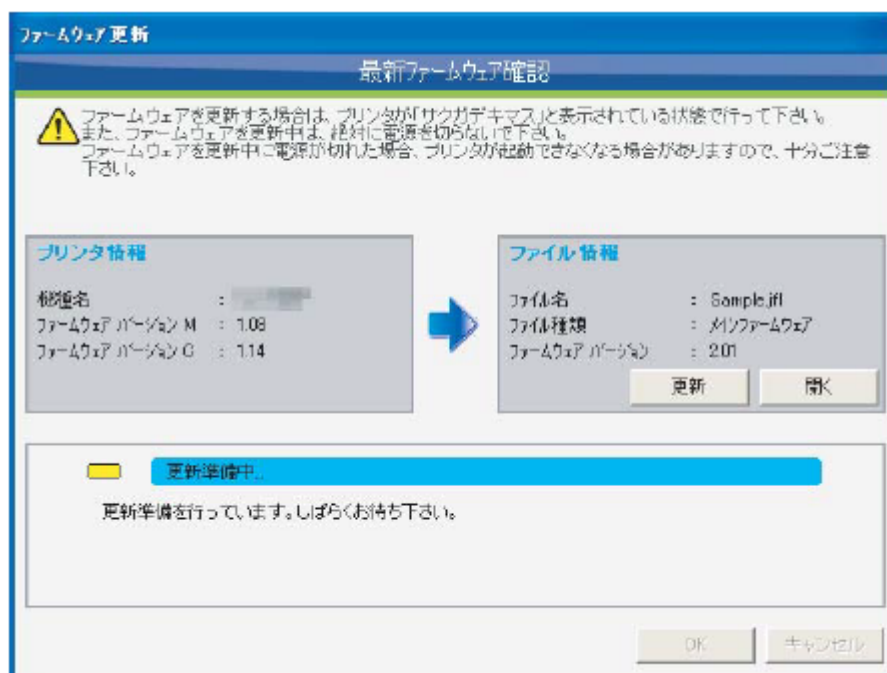 ファームウェア更新
最新ファームウェア確認
ファームウェアを更新する場合は、プリンタが「サクガデキマス」と表示されている状態で行って下さい。
また、ファームウェアを更新中は、絶対に電源を切らないで下さい。
ファームウェアを更新中に電源が切れた場合、プリンタが起動できなくなる場合がありますので、十分ご注意
下さい。
プリンタ情報
機種名 :
ファームウェア バージョン M : 1.08
ファームウェア バージョン G : 1.14
ファイル情報
ファイル名 : Sample.jfl
ファイル種類 : メインファームウェア
ファームウェア バージョン : 2.01
更新 開く
更新準備中...
更新準備を行っています。しばらくお待ち下さい。
OK キャンセル